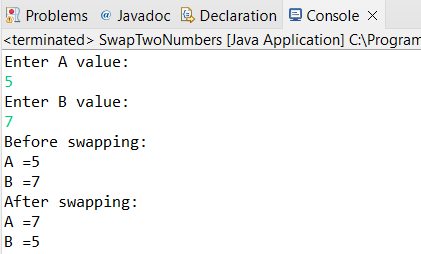 Problems @ Javadoc Declaration Console
<terminated> SwapTwoNumbers [Java Application] C:\Program
Enter A value:
5
Enter B value:
7
Before swapping:
A =5
B =7
After swapping:
A =7
B =5